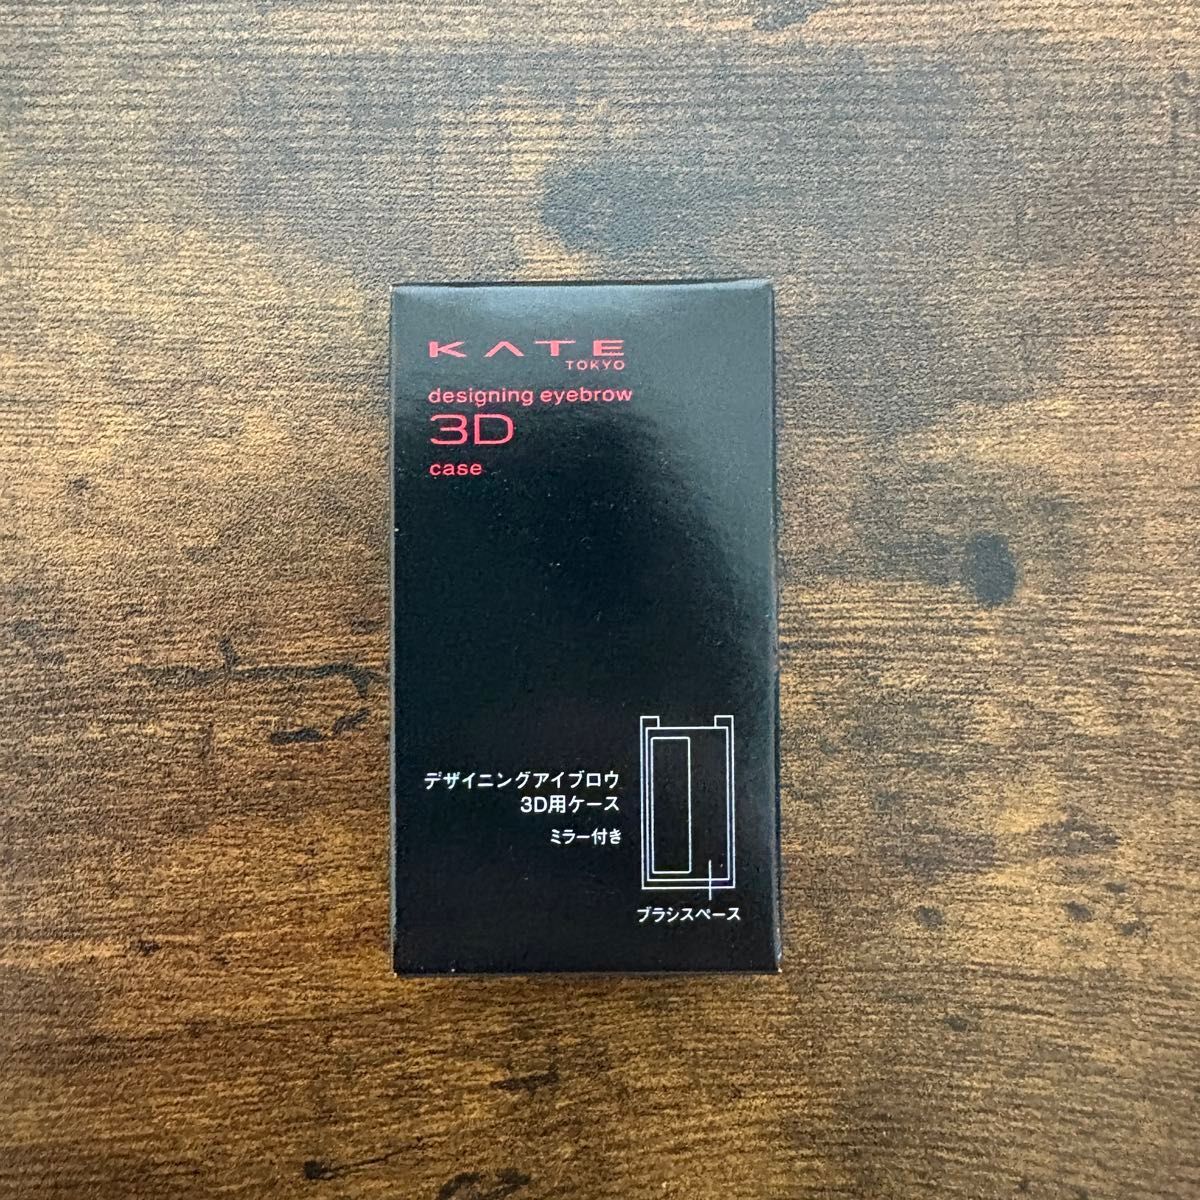 KATE
TOKYO
designing eyebrow
3D
case
デザイニングアイブロウ
3D用ケース
ミラー付き
ブラシスペース